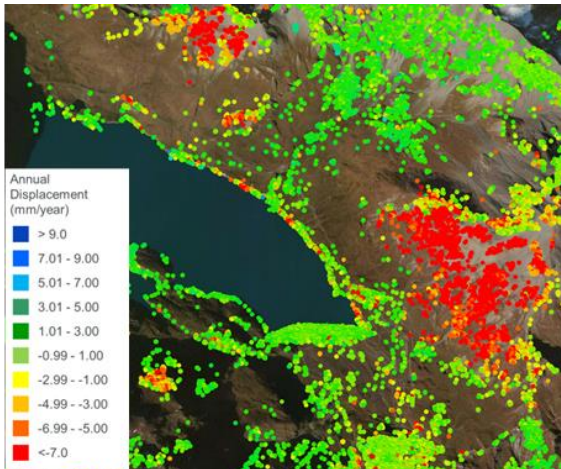 Annual
Displacement
(mm/year)
> 9.0
7.01 - 9.00
5.01 - 7.00
3.01 - 5.00
1.01 - 3.00
-0.99 - 1.00
-2.99 - -1.00
-4.99 - -3.00
-6.99 - -5.00
<-7.0